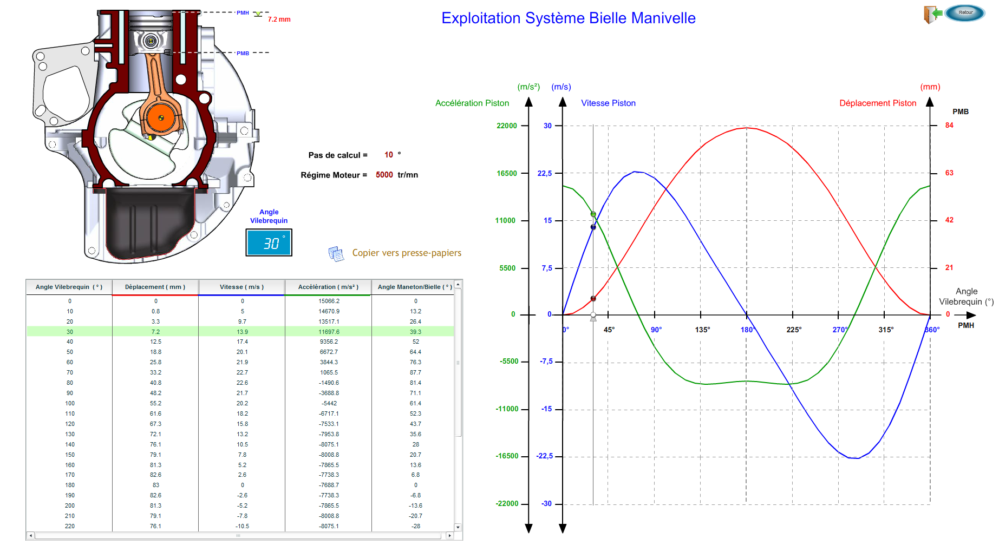 Exploitation Système Bielle Manivelle
Retour
PMH
7.2 mm
PMB
Pas de calcul = 10 °
Régime Moteur = 5000 tr/mn
Angle
Vilebrequin
30 °
Copier vers presse-papiers
Angle Vilebrequin ( ° ) Déplacement ( mm ) Vitesse ( m/s ) Accélération ( m/s² ) Angle Maneton/Bielle ( ° )
0 0 0 15066.2 0
10 0.8 5 14670.9 13.2
20 3.3 9.7 13517.1 26.4
30 7.2 13.9 11697.6 39.3
40 12.5 17.4 9356.2 52
50 18.8 20.1 6672.7 64.4
60 25.8 21.9 3844.3 76.3
70 33.2 22.7 1065.5 87.7
80 40.8 22.6 -1490.6 81.4
90 48.2 21.7 -3688.8 71.1
100 55.2 20.2 -5442 61.4
110 61.6 18.2 -6717.1 52.3
120 67.3 15.8 -7533.1 43.7
130 72.1 13.2 -7953.8 35.6
140 76.1 10.5 -8075.1 28
150 79.1 7.8 -8008.8 20.7
160 81.3 5.2 -7865.5 13.6
170 82.6 2.6 -7738.3 6.8
180 83 0 -7688.7 0
190 82.6 -2.6 -7738.3 -6.8
200 81.3 -5.2 -7865.5 -13.6
210 79.1 -7.8 -8008.8 -20.7
220 76.1 -10.5 -8075.1 -28
(m/s²) (m/s) (mm)
Accélération Piston Vitesse Piston Déplacement Piston
PMB
22000 30 84
16500 22,5 63
11000 15 42
5500 7,5 21
Angle
Vilebrequin (°)
0 0 0
PMH
0° 45° 90° 135° 180° 225° 270° 315° 360°
-5500 -7,5
-11000 -15
-16500 -22,5
-22000 -30